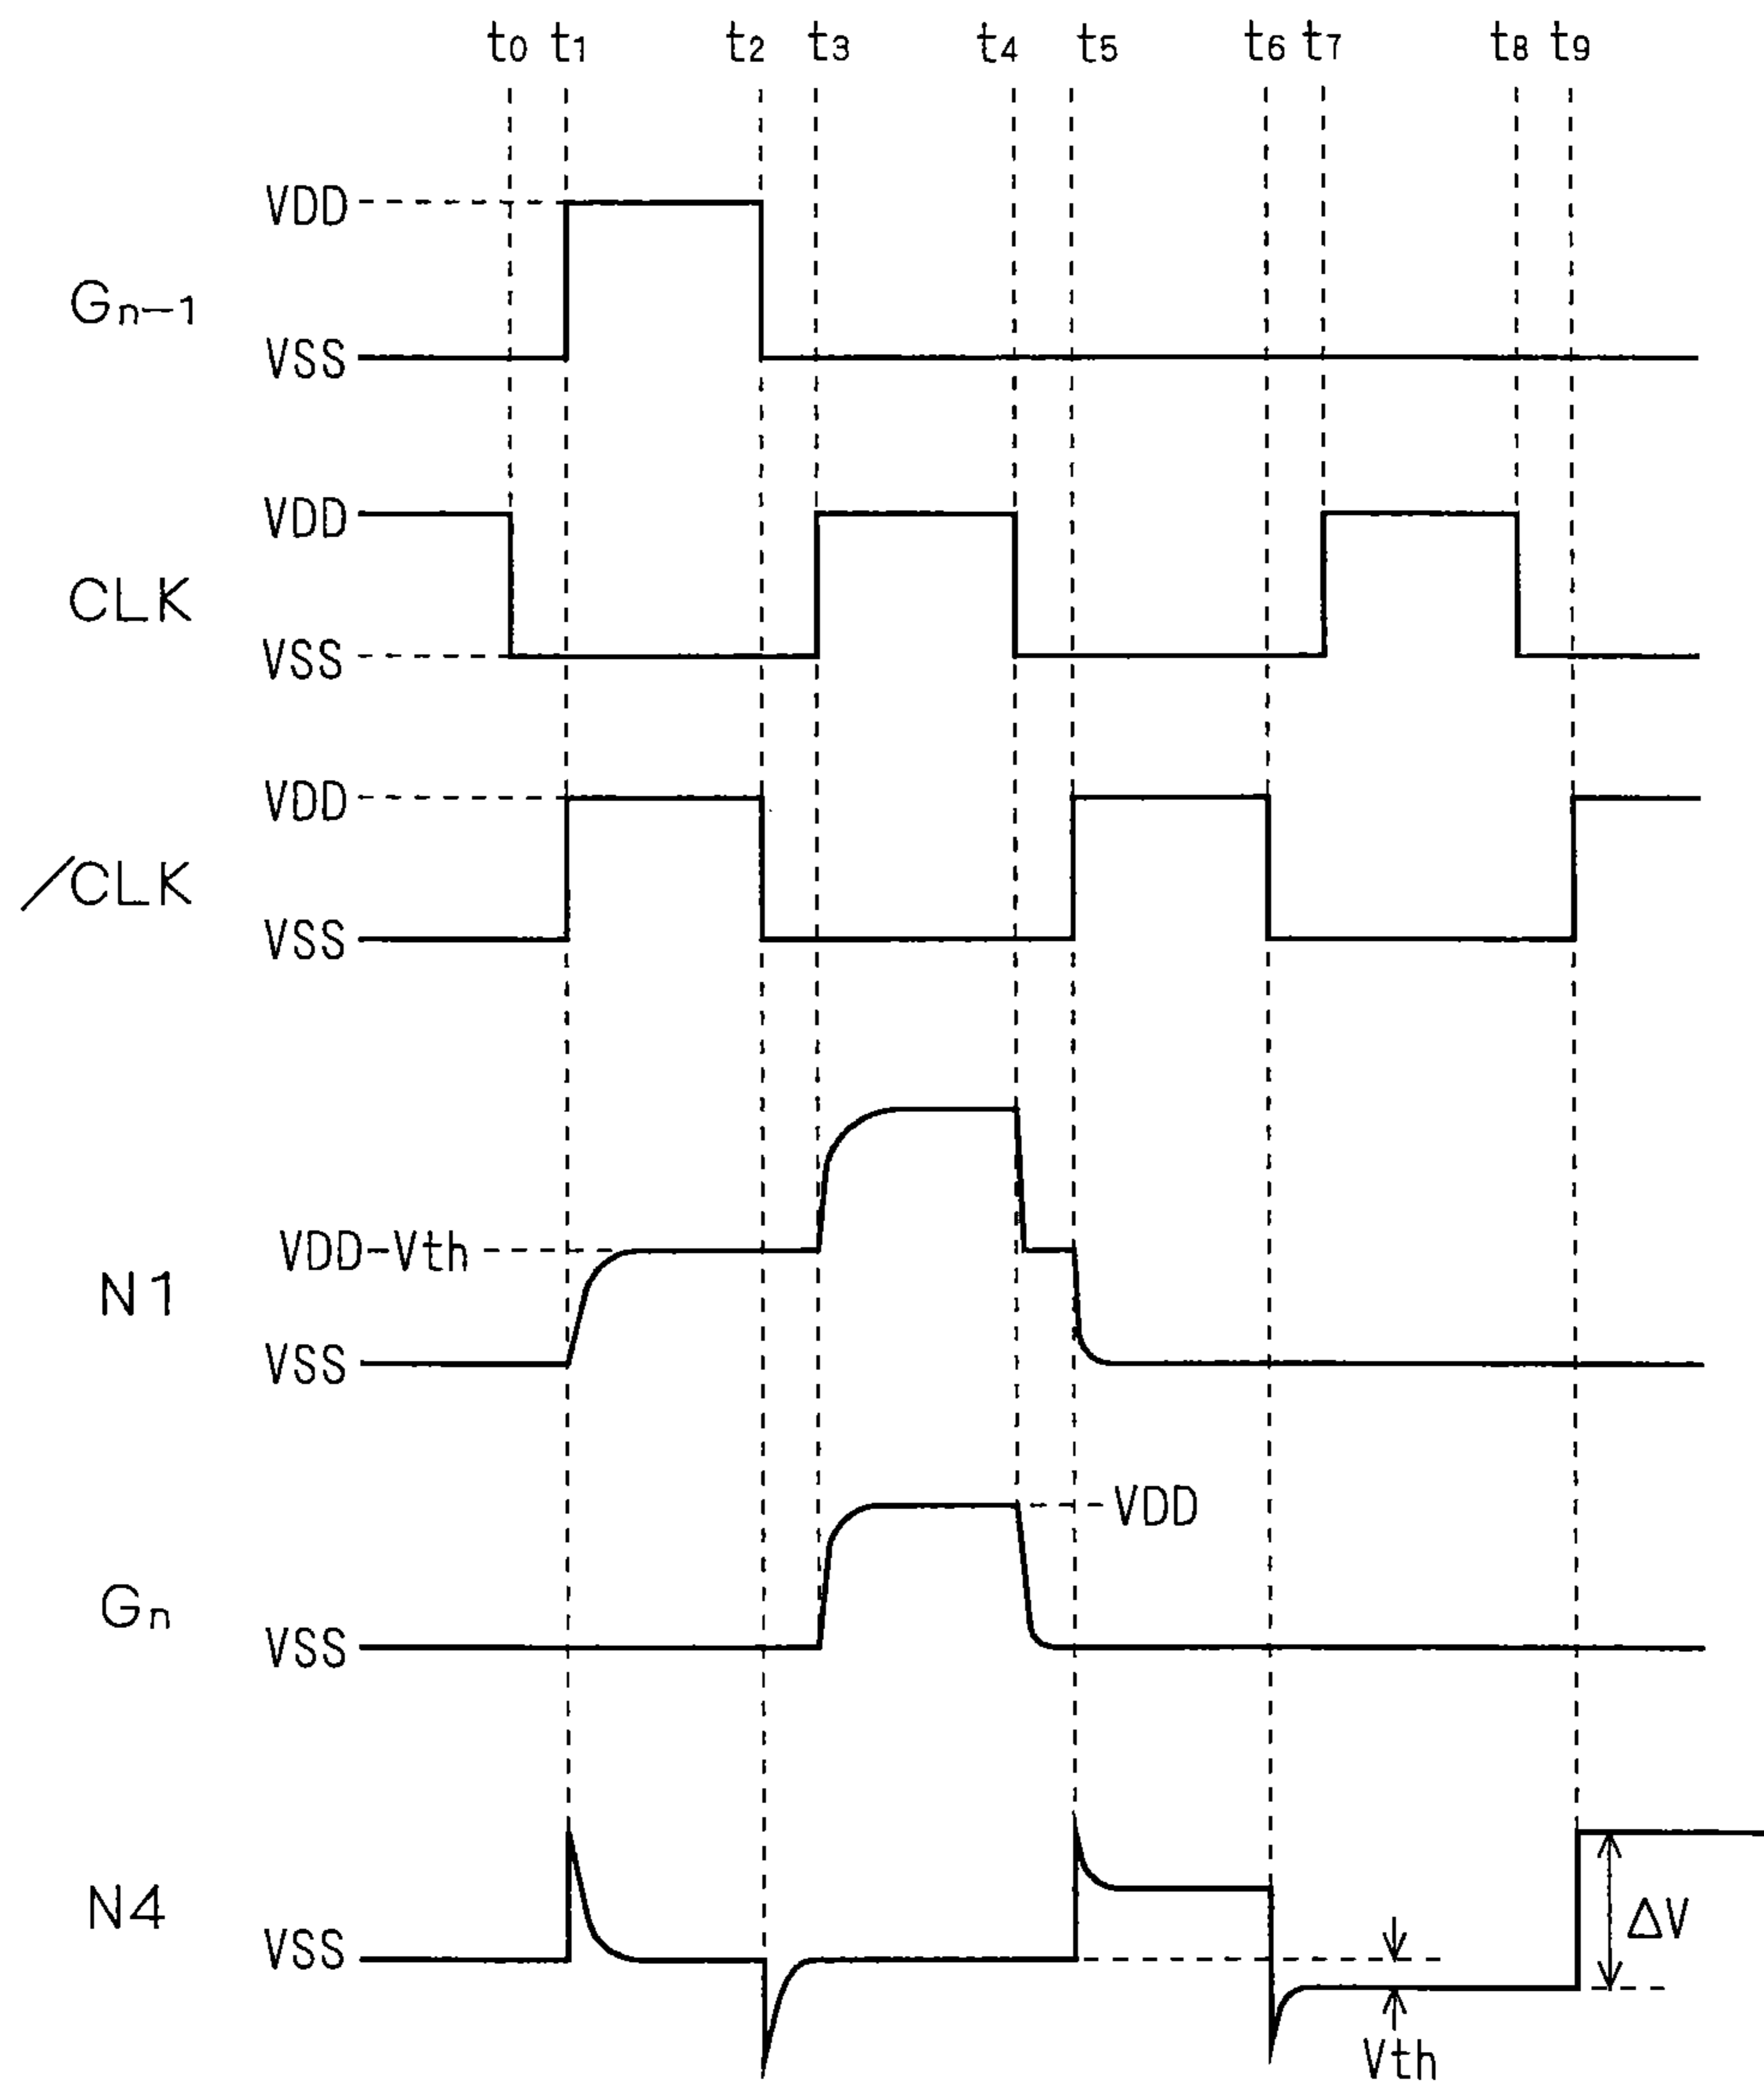 t0 t1 t2 t3 t4 t5 t6 t7 t8 t9
VDD
Gn-1
VSS
VDD
CLK
VSS
VDD
/CLK
VSS
VDD-Vth
N1
VSS
VDD
Gn
VSS
N4
VSS
ΔV
Vth